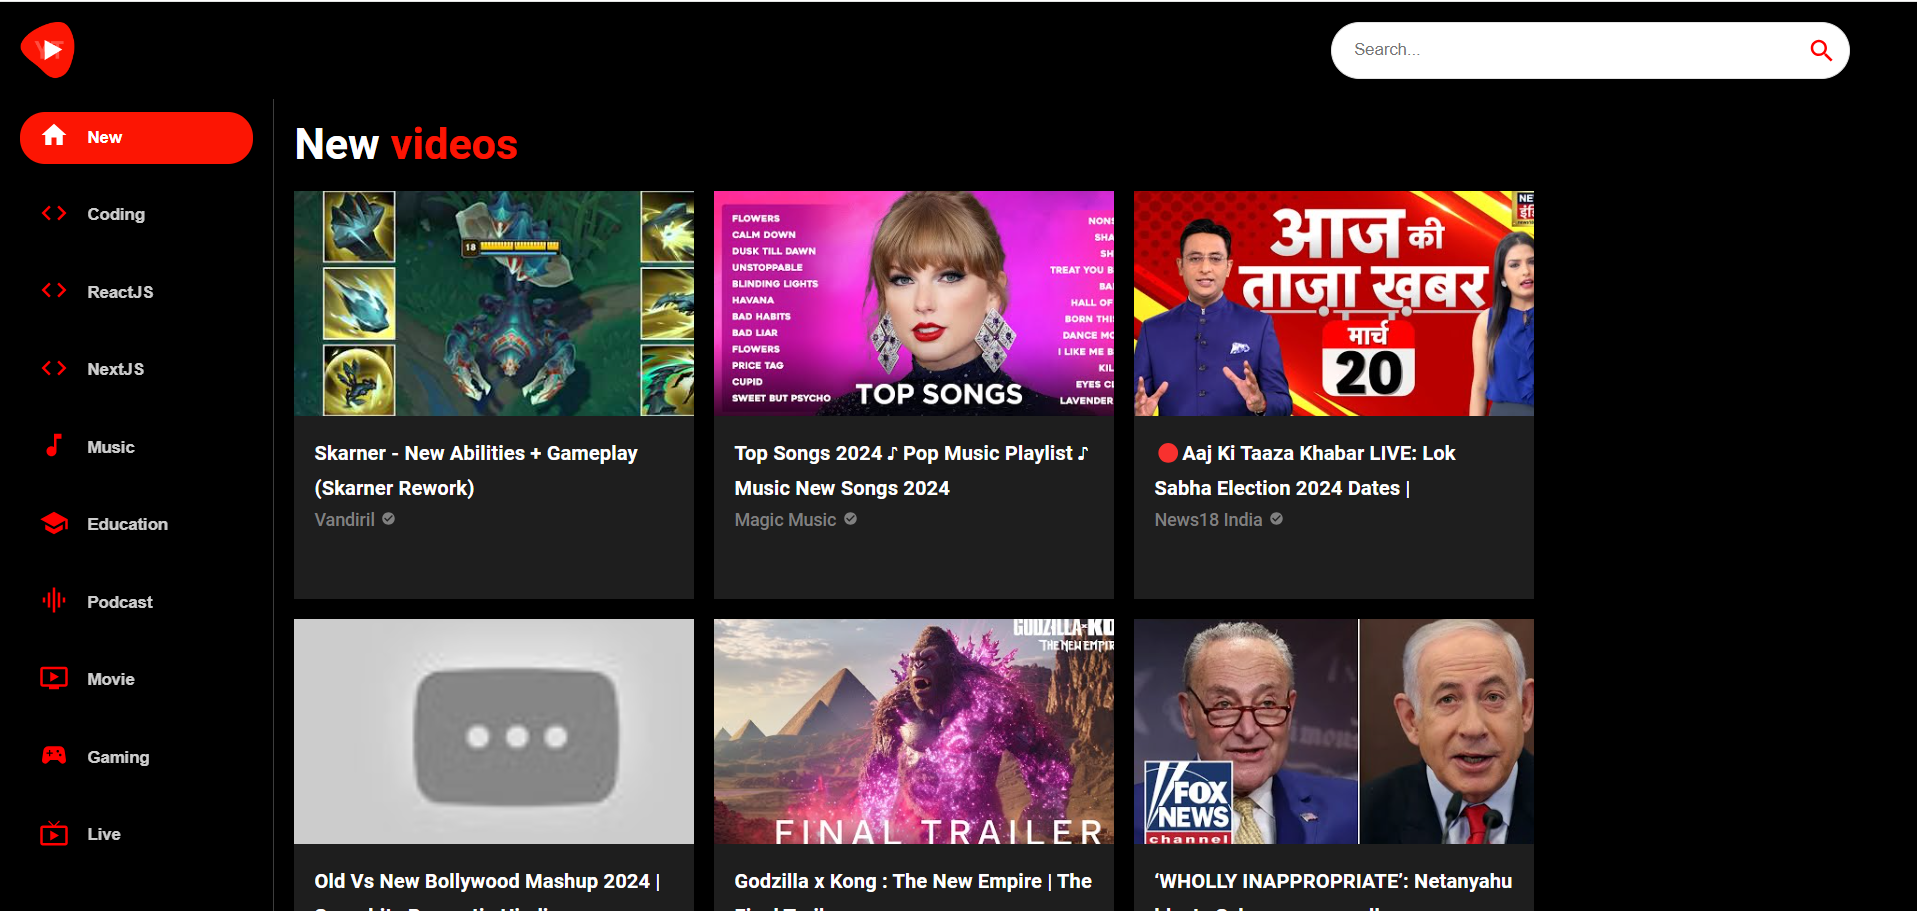 YT
Search...
New
Coding
ReactJS
NextJS
Music
Education
Podcast
Movie
Gaming
Live
New videos
18
FLOWERS
CALM DOWN
DUSK TILL DAWN
UNSTOPPABLE
BLINDING LIGHTS
HAVANA
BAD HABITS
BAD LIAR
FLOWERS
PRICE TAG
CUPID
SWEET BUT PSYCHO
NONS
SHA
SH
TREAT YOU B
BA
HALL OF
BORN THIS
DANCE MO
I LIKE ME B
KIL
EYES CL
LAVENDER
TOP SONGS
आज की
ताज़ा ख़बर
मार्च
20
NE
Skarner - New Abilities + Gameplay
(Skarner Rework)
Vandiril
Top Songs 2024 ♪ Pop Music Playlist ♪
Music New Songs 2024
Magic Music
🔴Aaj Ki Taaza Khabar LIVE: Lok
Sabha Election 2024 Dates |
News18 India
GODZILLA x KO
THE NEW EMPIR
FINAL TRAILER
FOX
NEWS
channel
Old Vs New Bollywood Mashup 2024 |
Godzilla x Kong : The New Empire | The
Final Trailer
‘WHOLLY INAPPROPRIATE’: Netanyahu